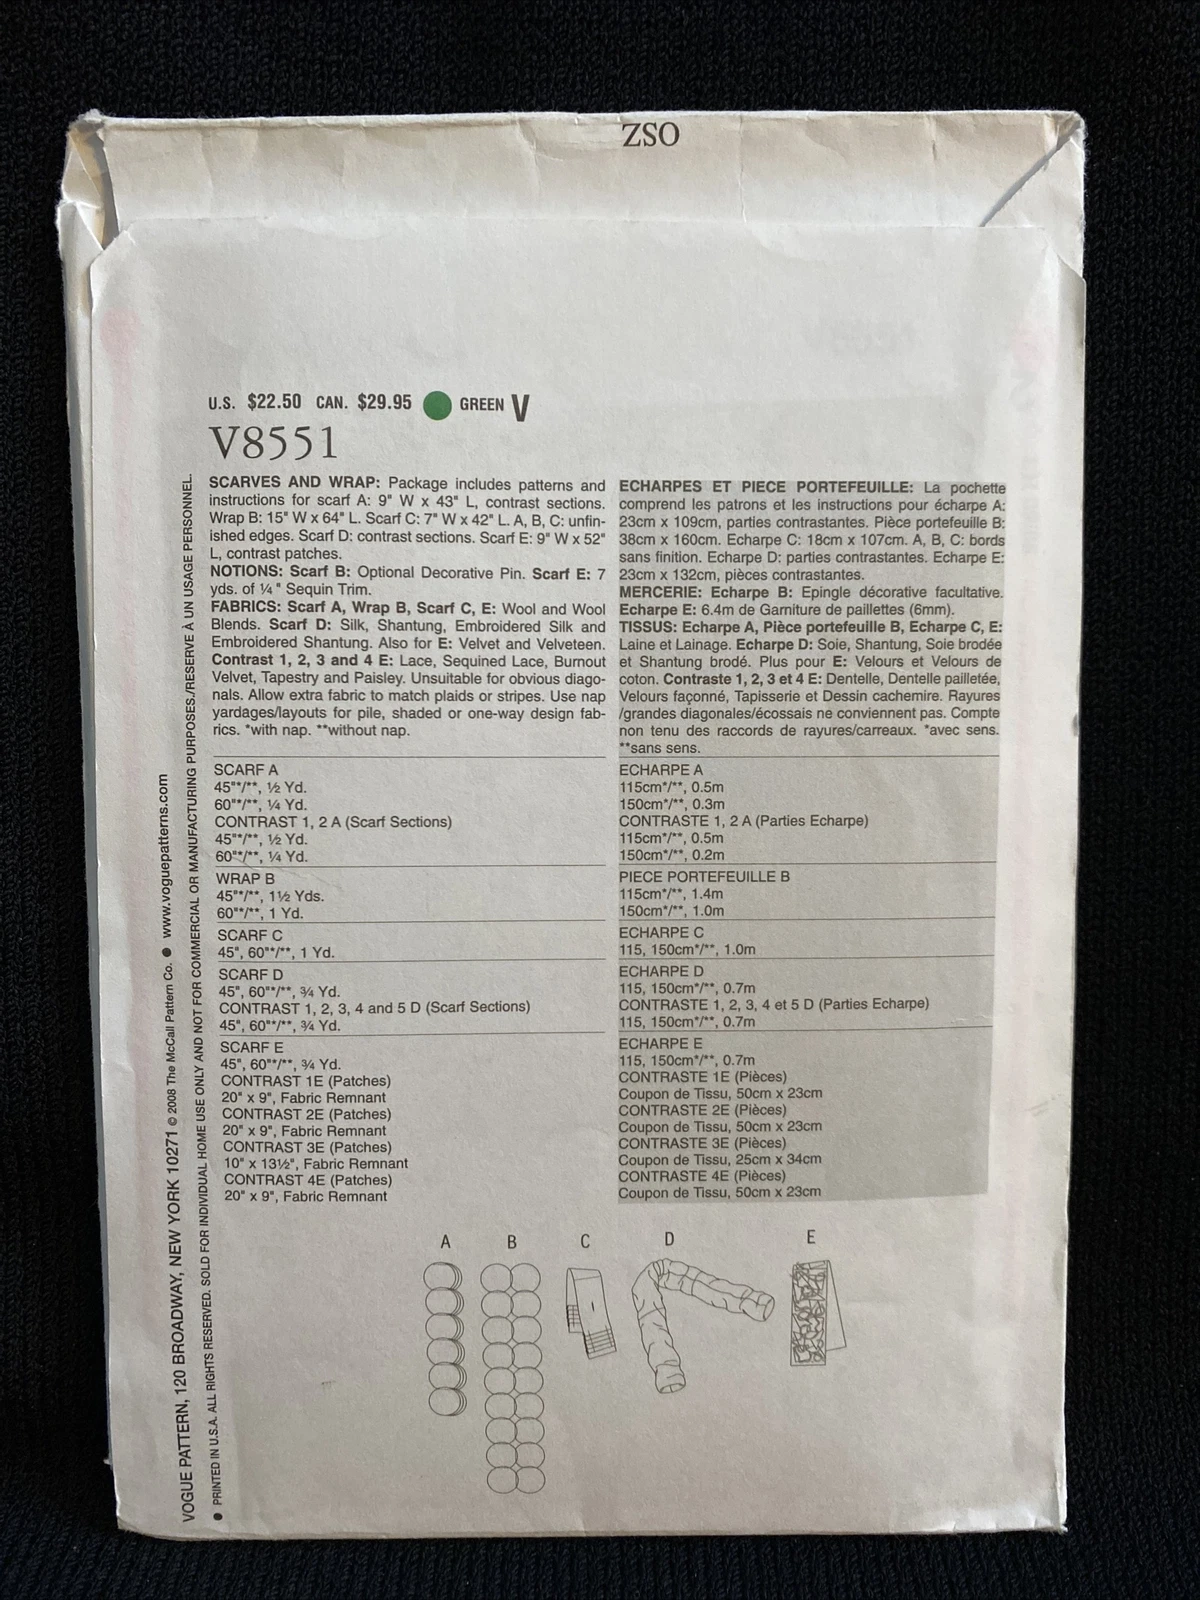 ZSO
U.S. $22.50 CAN. $29.95 GREEN V
V8551
SCARVES AND WRAP: Package includes patterns and
instructions for scarf A: 9" W x 43" L, contrast sections.
Wrap B: 15" W x 64" L. Scarf C: 7" W x 42" L. A, B, C: unfin-
ished edges. Scarf D: contrast sections. Scarf E: 9" W x 52"
L, contrast patches.
NOTIONS: Scarf B: Optional Decorative Pin. Scarf E: 7
yds. of ¼" Sequin Trim.
FABRICS: Scarf A, Wrap B, Scarf C, E: Wool and Wool
Blends. Scarf D: Silk, Shantung, Embroidered Silk and
Embroidered Shantung. Also for E: Velvet and Velveteen.
Contrast 1, 2, 3 and 4 E: Lace, Sequined Lace, Burnout
Velvet, Tapestry and Paisley. Unsuitable for obvious diago-
nals. Allow extra fabric to match plaids or stripes. Use nap
yardages/layouts for pile, shaded or one-way design fab-
rics. *with nap. **without nap.
SCARF A
45"*/**, ½ Yd.
60"*/**, ¼ Yd.
CONTRAST 1, 2 A (Scarf Sections)
45"*/**, ½ Yd.
60"*/**, ¼ Yd.
WRAP B
45"*/**, 1½ Yds.
60"*/**, 1 Yd.
SCARF C
45", 60"*/**, 1 Yd.
SCARF D
45", 60"*/**, ¾ Yd.
CONTRAST 1, 2, 3, 4 and 5 D (Scarf Sections)
45", 60"*/**, ¾ Yd.
SCARF E
45", 60"*/**, ¾ Yd.
CONTRAST 1E (Patches)
20" x 9", Fabric Remnant
CONTRAST 2E (Patches)
20" x 9", Fabric Remnant
CONTRAST 3E (Patches)
10" x 13½", Fabric Remnant
CONTRAST 4E (Patches)
20" x 9", Fabric Remnant
ECHARPES ET PIECE PORTEFEUILLE: La pochette
comprend les patrons et les instructions pour écharpe A:
23cm x 109cm, parties contrastantes. Pièce portefeuille B:
38cm x 160cm. Echarpe C: 18cm x 107cm. A, B, C: bords
sans finition. Echarpe D: parties contrastantes. Echarpe E:
23cm x 132cm, pièces contrastantes.
MERCERIE: Echarpe B: Epingle décorative facultative.
Echarpe E: 6.4m de Garniture de paillettes (6mm).
TISSUS: Echarpe A, Pièce portefeuille B, Echarpe C, E:
Laine et Lainage. Echarpe D: Soie, Shantung, Soie brodée
et Shantung brodé. Plus pour E: Velours et Velours de
coton. Contraste 1, 2, 3 et 4 E: Dentelle, Dentelle pailletée,
Velours façonné, Tapisserie et Dessin cachemire. Rayures
/grandes diagonales/écossais ne conviennent pas. Compte
non tenu des raccords de rayures/carreaux. *avec sens.
**sans sens.
ECHARPE A
115cm*/**, 0.5m
150cm*/**, 0.3m
CONTRASTE 1, 2 A (Parties Echarpe)
115cm*/**, 0.5m
150cm*/**, 0.2m
PIECE PORTEFEUILLE B
115cm*/**, 1.4m
150cm*/**, 1.0m
ECHARPE C
115, 150cm*/**, 1.0m
ECHARPE D
115, 150cm*/**, 0.7m
CONTRASTE 1, 2, 3, 4 et 5 D (Parties Echarpe)
115, 150cm*/**, 0.7m
ECHARPE E
115, 150cm*/**, 0.7m
CONTRASTE 1E (Pièces)
Coupon de Tissu, 50cm x 23cm
CONTRASTE 2E (Pièces)
Coupon de Tissu, 50cm x 23cm
CONTRASTE 3E (Pièces)
Coupon de Tissu, 25cm x 34cm
CONTRASTE 4E (Pièces)
Coupon de Tissu, 50cm x 23cm
A B C D E
VOGUE PATTERN, 120 BROADWAY, NEW YORK 10271 © 2008 The McCall Pattern Co. ● www.voguepatterns.com
● PRINTED IN U.S.A. ALL RIGHTS RESERVED. SOLD FOR INDIVIDUAL HOME USE ONLY AND NOT FOR COMMERCIAL OR MANUFACTURING PURPOSES./RESERVE À UN USAGE PERSONNEL.